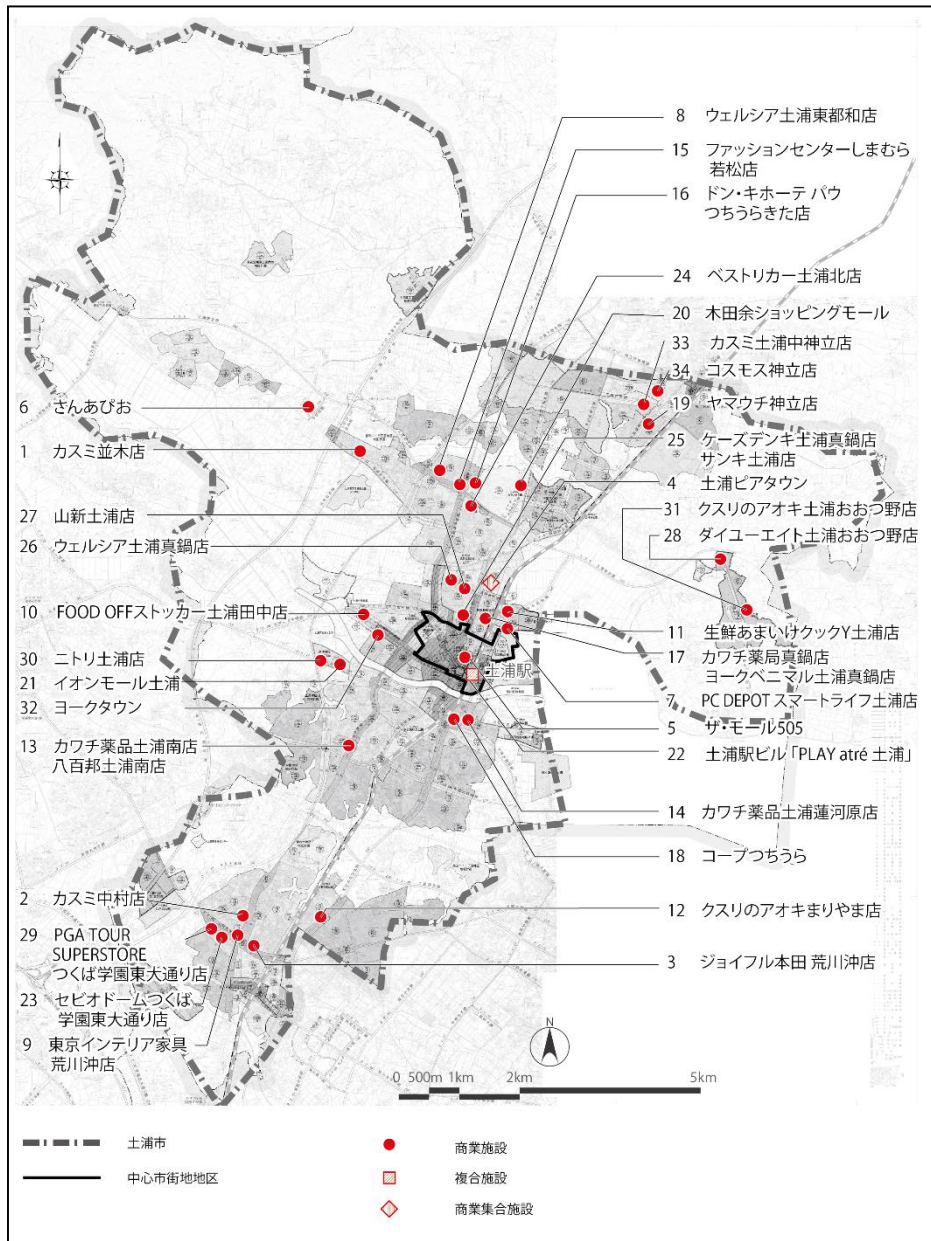 8 ウェルシア土浦東都和店
15 ファッションセンターしまむら
若松店
16 ドン・キホーテ パウ
つちうらきた店
24 ベストリカー土浦北店
20 木田余ショッピングモール
33 カスミ土浦中神立店
34 コスモス神立店
19 ヤマウチ神立店
25 ケーズデンキ土浦真鍋店
サンキ土浦店
4 土浦ピアタウン
31 クスリのアオキ土浦おおつ野店
28 ダイユーエイト土浦おおつ野店
6 さんあぴお
1 カスミ並木店
27 山新土浦店
26 ウェルシア土浦真鍋店
10 FOOD OFFストッカー土浦田中店
30 ニトリ土浦店
21 イオンモール土浦
32 ヨークタウン
13 カワチ薬品土浦南店
八百邦土浦南店
土浦駅
11 生鮮あまいけクックY土浦店
17 カワチ薬局真鍋店
ヨークベニマル土浦真鍋店
7 PC DEPOT スマートライフ土浦店
5 ザ・モール505
22 土浦駅ビル「PLAY atré 土浦」
14 カワチ薬品土浦蓮河原店
18 コープつちうら
2 カスミ中村店
29 PGA TOUR
SUPERSTORE
つくば学園東大通り店
23 セビオドームつくば
学園東大通り店
9 東京インテリア家具
荒川沖店
12 クスリのアオキまりやま店
3 ジョイフル本田 荒川沖店
N
0 500m 1km 2km 5km
土浦市
中心市街地地区
商業施設
複合施設
商業集合施設